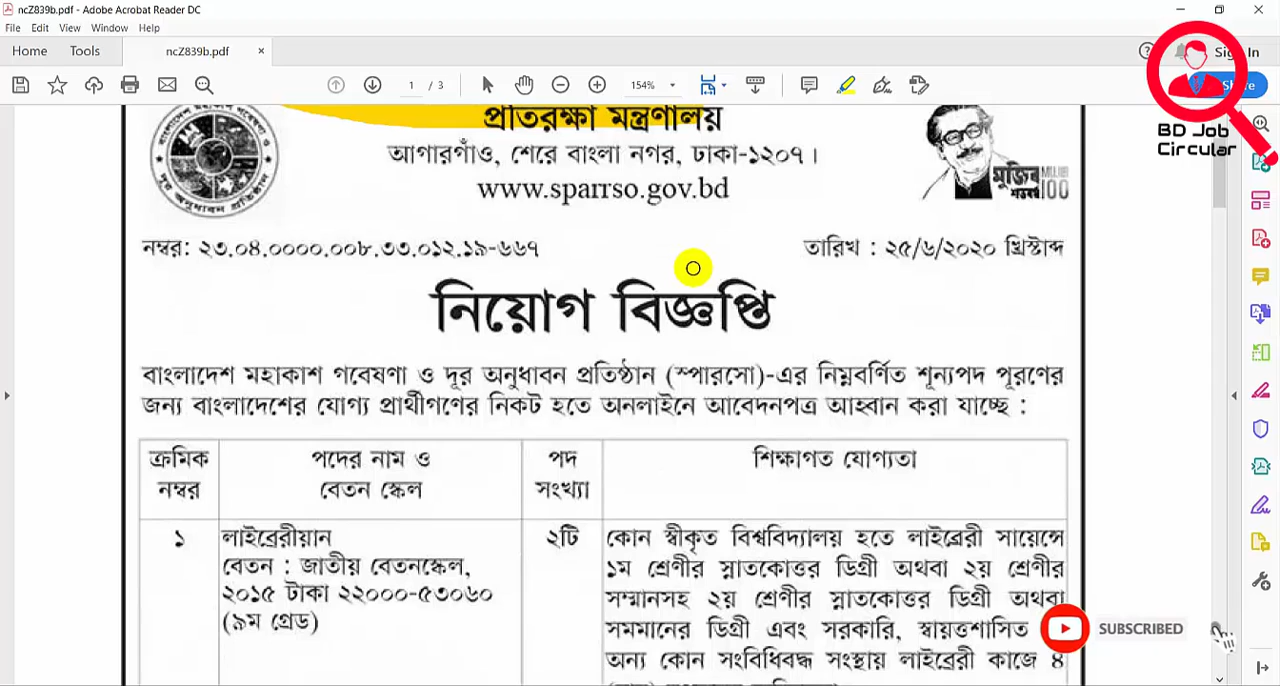 ncZ839b.pdf - Adobe Acrobat Reader DC
File Edit View Window Help
Home Tools ncZ839b.pdf × Sign In
1 / 3 154% Share
BD Job
Circular
প্রতিরক্ষা মন্ত্রণালয়
আগারগাঁও, শেরে বাংলা নগর, ঢাকা-১২০৭।
www.sparrso.gov.bd
মুজিব
শতবর্ষ 100
নম্বর: ২৩.০৪.০০০০.০০৮.৩৩.০১২.১৯-৬৬৭
তারিখ : ২৫/৬/২০২০ খ্রিস্টাব্দ
নিয়োগ বিজ্ঞপ্তি
বাংলাদেশ মহাকাশ গবেষণা ও দূর অনুধাবন প্রতিষ্ঠান (স্পারসো)-এর নিম্নবর্ণিত শূন্যপদ পূরণের
জন্য বাংলাদেশের যোগ্য প্রার্থীগণের নিকট হতে অনলাইনে আবেদনপত্র আহ্বান করা যাচ্ছে :
ক্রমিক নম্বর
পদের নাম ও বেতন স্কেল
পদ সংখ্যা
শিক্ষাগত যোগ্যতা
১
লাইব্রেরীয়ান
বেতন : জাতীয় বেতনস্কেল,
২০১৫ টাকা ২২০০০-৫৩০৬০
(৯ম গ্রেড)
২টি
কোন স্বীকৃত বিশ্ববিদ্যালয় হতে লাইব্রেরী সায়েন্সে
১ম শ্রেণীর স্নাতকোত্তর ডিগ্রী অথবা ২য় শ্রেণীর
সম্মানসহ ২য় শ্রেণীর স্নাতকোত্তর ডিগ্রী অথবা
সমমানের ডিগ্রী এবং সরকারি, স্বায়ত্তশাসিত
অন্য কোন সংবিধিবদ্ধ সংস্থায় লাইব্রেরী কাজে ৪
SUBSCRIBED